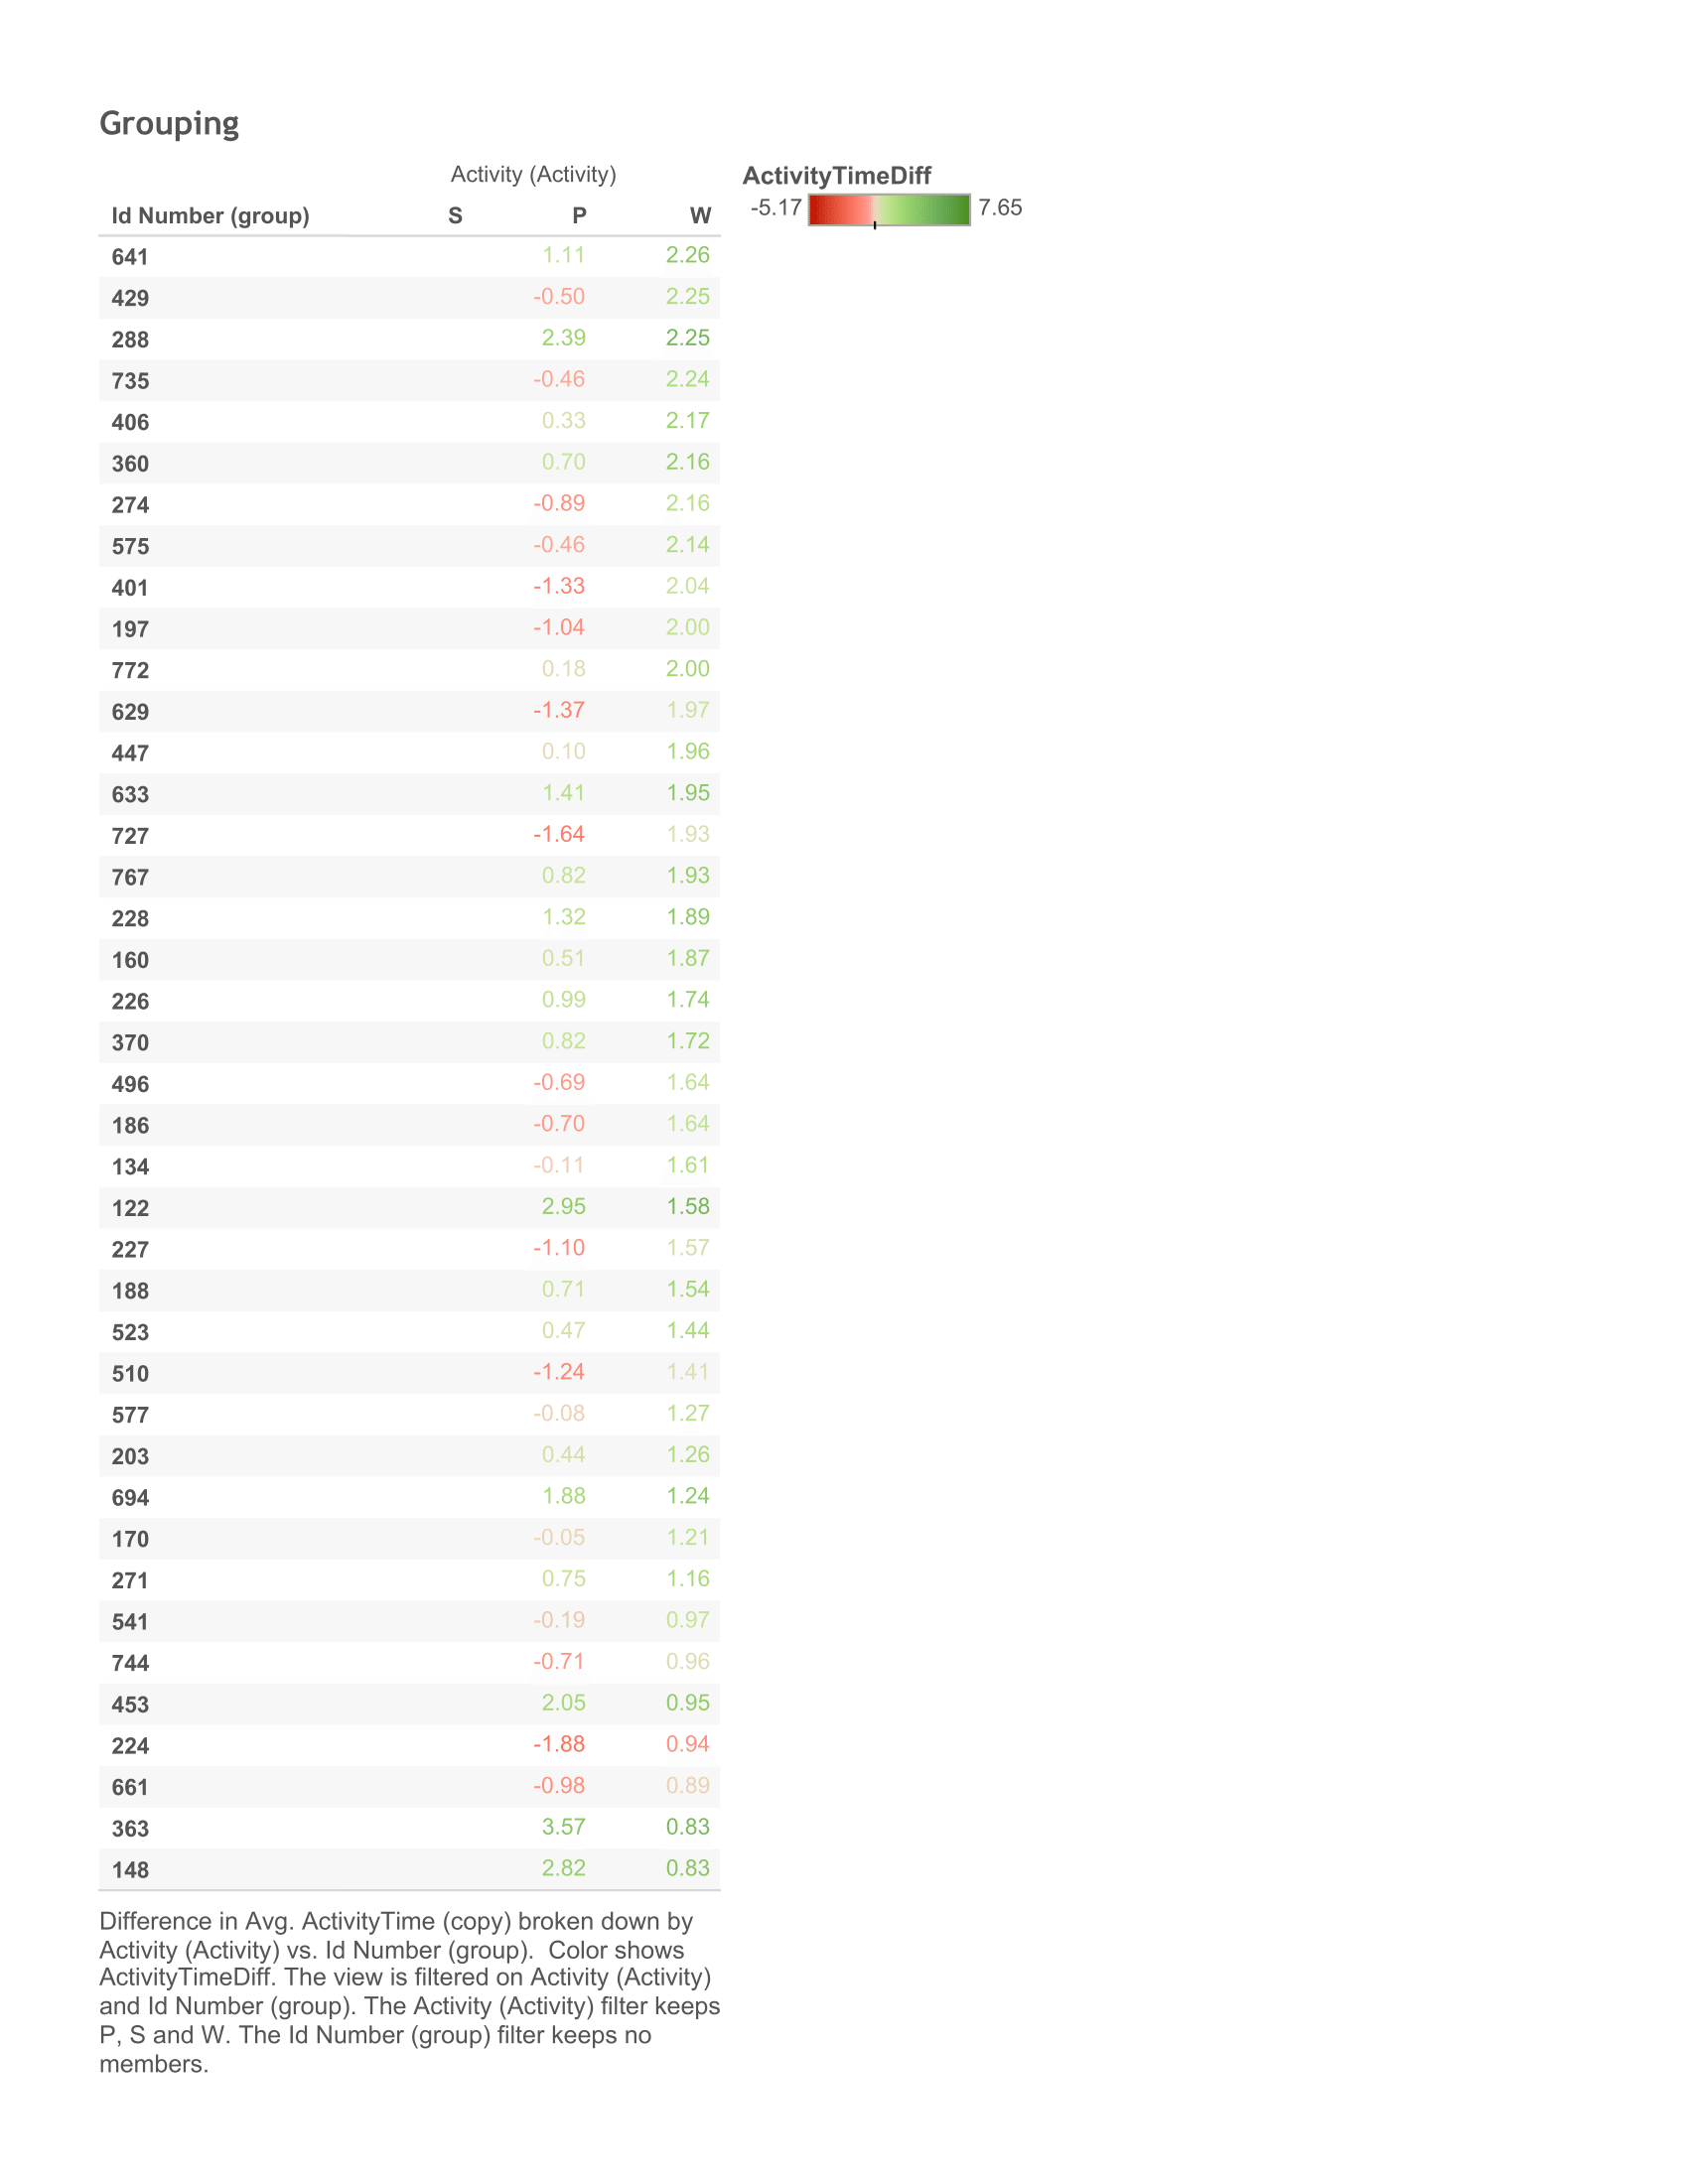 Grouping
Activity (Activity)
ActivityTimeDiff
-5.17 7.65
Id Number (group) S P W
641 1.11 2.26
429 -0.50 2.25
288 2.39 2.25
735 -0.46 2.24
406 0.33 2.17
360 0.70 2.16
274 -0.89 2.16
575 -0.46 2.14
401 -1.33 2.04
197 -1.04 2.00
772 0.18 2.00
629 -1.37 1.97
447 0.10 1.96
633 1.41 1.95
727 -1.64 1.93
767 0.82 1.93
228 1.32 1.89
160 0.51 1.87
226 0.99 1.74
370 0.82 1.72
496 -0.69 1.64
186 -0.70 1.64
134 -0.11 1.61
122 2.95 1.58
227 -1.10 1.57
188 0.71 1.54
523 0.47 1.44
510 -1.24 1.41
577 -0.08 1.27
203 0.44 1.26
694 1.88 1.24
170 -0.05 1.21
271 0.75 1.16
541 -0.19 0.97
744 -0.71 0.96
453 2.05 0.95
224 -1.88 0.94
661 -0.98 0.89
363 3.57 0.83
148 2.82 0.83
Difference in Avg. ActivityTime (copy) broken down by
Activity (Activity) vs. Id Number (group).  Color shows
ActivityTimeDiff. The view is filtered on Activity (Activity)
and Id Number (group). The Activity (Activity) filter keeps
P, S and W. The Id Number (group) filter keeps no
members.